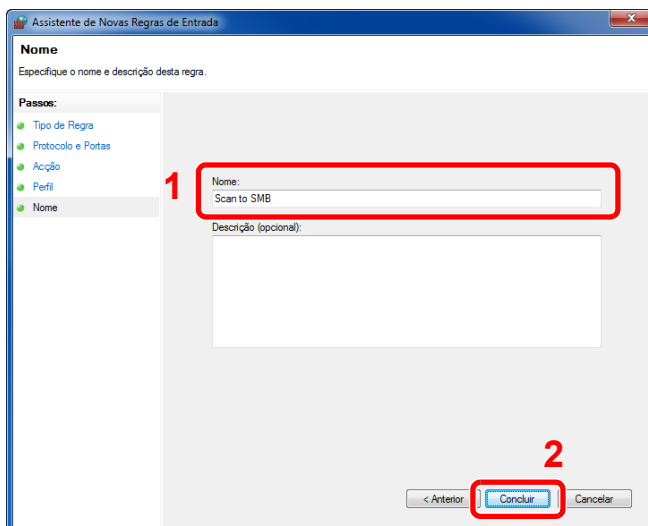 Assistente de Novas Regras de Entrada
Nome
Especifique o nome e descrição desta regra.
Passos:
Tipo de Regra
Protocolo e Portas
Acção
Perfil
Nome
1
Nome:
Scan to SMB
Descrição (opcional):
2
< Anterior
Concluir
Cancelar